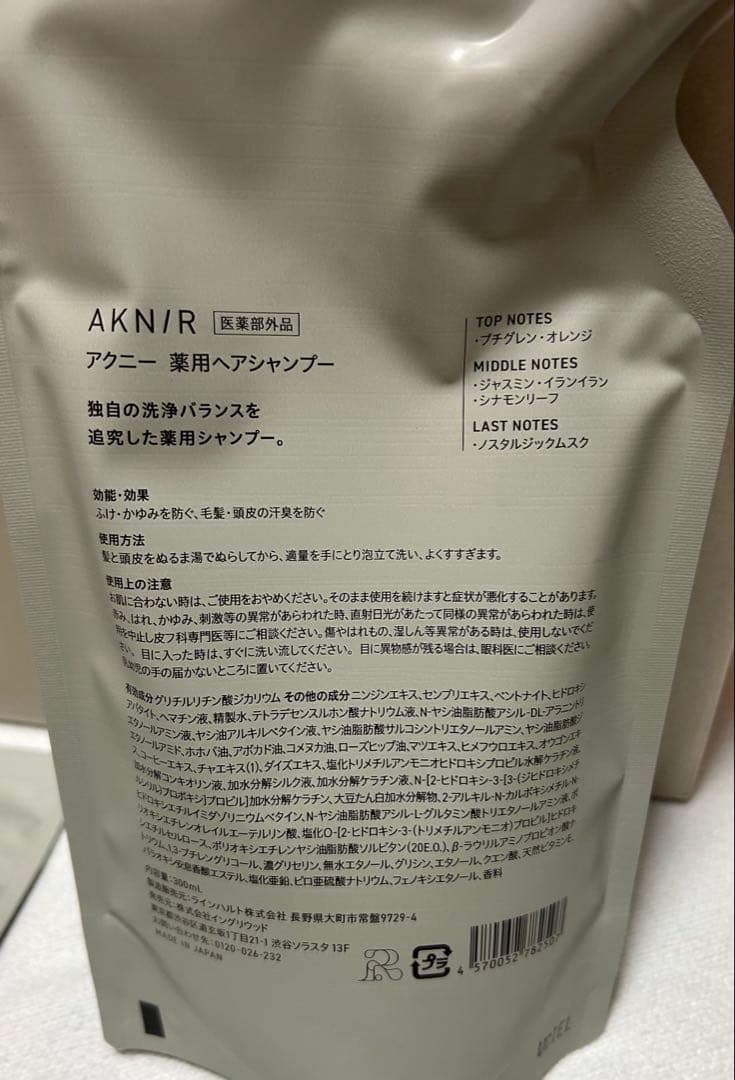 AKNIR 医薬部外品
アクニー 薬用ヘアシャンプー
独自の洗浄バランスを
追究した薬用シャンプー。
TOP NOTES
・プチグレン・オレンジ
MIDDLE NOTES
・ジャスミン・イランイラン
・シナモンリーフ
LAST NOTES
・ノスタルジックムスク
効能・効果
ふけ・かゆみを防ぐ、毛髪・頭皮の汗臭を防ぐ
使用方法
髪と頭皮をぬるま湯でぬらしてから、適量を手にとり泡立て洗い、よくすすぎます。
使用上の注意
お肌に合わない時は、ご使用をおやめください。そのまま使用を続けますと症状が悪化することがあります。
赤み、はれ、かゆみ、刺激等の異常があらわれた時、直射日光があたって同様の異常があらわれた時は、使
用を中止し皮フ科専門医等にご相談ください。傷やはれもの、湿しん等異常がある時は、使用しないでくだ
さい。目に入った時は、すぐに洗い流してください。目に異物感が残る場合は、眼科医にご相談ください。
乳幼児の手の届かないところに置いてください。
有効成分 グリチルリチン酸ジカリウム その他の成分 ニンジンエキス、センブリエキス、ベントナイト、ヒドロキシ
アパタイト、ヘマチン液、精製水、テトラデセンスルホン酸ナトリウム液、N-ヤシ油脂肪酸アシル-DL-アラニントリ
エタノールアミン液、ヤシ油アルキルベタイン液、ヤシ油脂肪酸サルコシントリエタノールアミン、ヤシ油脂肪酸ジ
エタノールアミド、ホホバ油、アボカド油、コメヌカ油、ローズヒップ油、マツエキス、ヒメフウロエキス、オウゴンエキ
ス、コーヒーエキス、チャエキス(1)、ダイズエキス、塩化トリメチルアンモニオヒドロキシプロピル加水分解ケラチン液、
加水分解コンキオリン液、加水分解シルク液、加水分解ケラチン液、N-[2-ヒドロキシ-3-[3-(ジヒドロキシメチ
ルシリル)プロポキシ]プロピル]加水分解ケラチン、大豆たん白加水分解物、2-アルキル-N-カルボキシメチル-N-
ヒドロキシエチルイミダゾリニウムベタイン、N-ヤシ油脂肪酸アシル-L-グルタミン酸トリエタノールアミン液、ポ
リオキシエチレンオレイルエーテルリン酸、塩化O-[2-ヒドロキシ-3-(トリメチルアンモニオ)プロピル]ヒドロキ
シエチルセルロース、ポリオキシエチレンヤシ油脂肪酸ソルビタン(20E.O.)、β-ラウリルアミノプロピオン酸ナ
トリウム、1,3-ブチレングリコール、濃グリセリン、無水エタノール、グリシン、エタノール、クエン酸、天然ビタミンE、
パラオキシ安息香酸エステル、塩化亜鉛、ピロ亜硫酸ナトリウム、フェノキシエタノール、香料
内容量:300mL
製造販売元:ラインハルト株式会社 長野県大町市常盤9729-4
発売元:株式会社イングリウッド
東京都渋谷区道玄坂1丁目21-1 渋谷ソラスタ 13F
お問い合わせ先:0120-026-232
MADE IN JAPAN
プラ
4 570052 782507